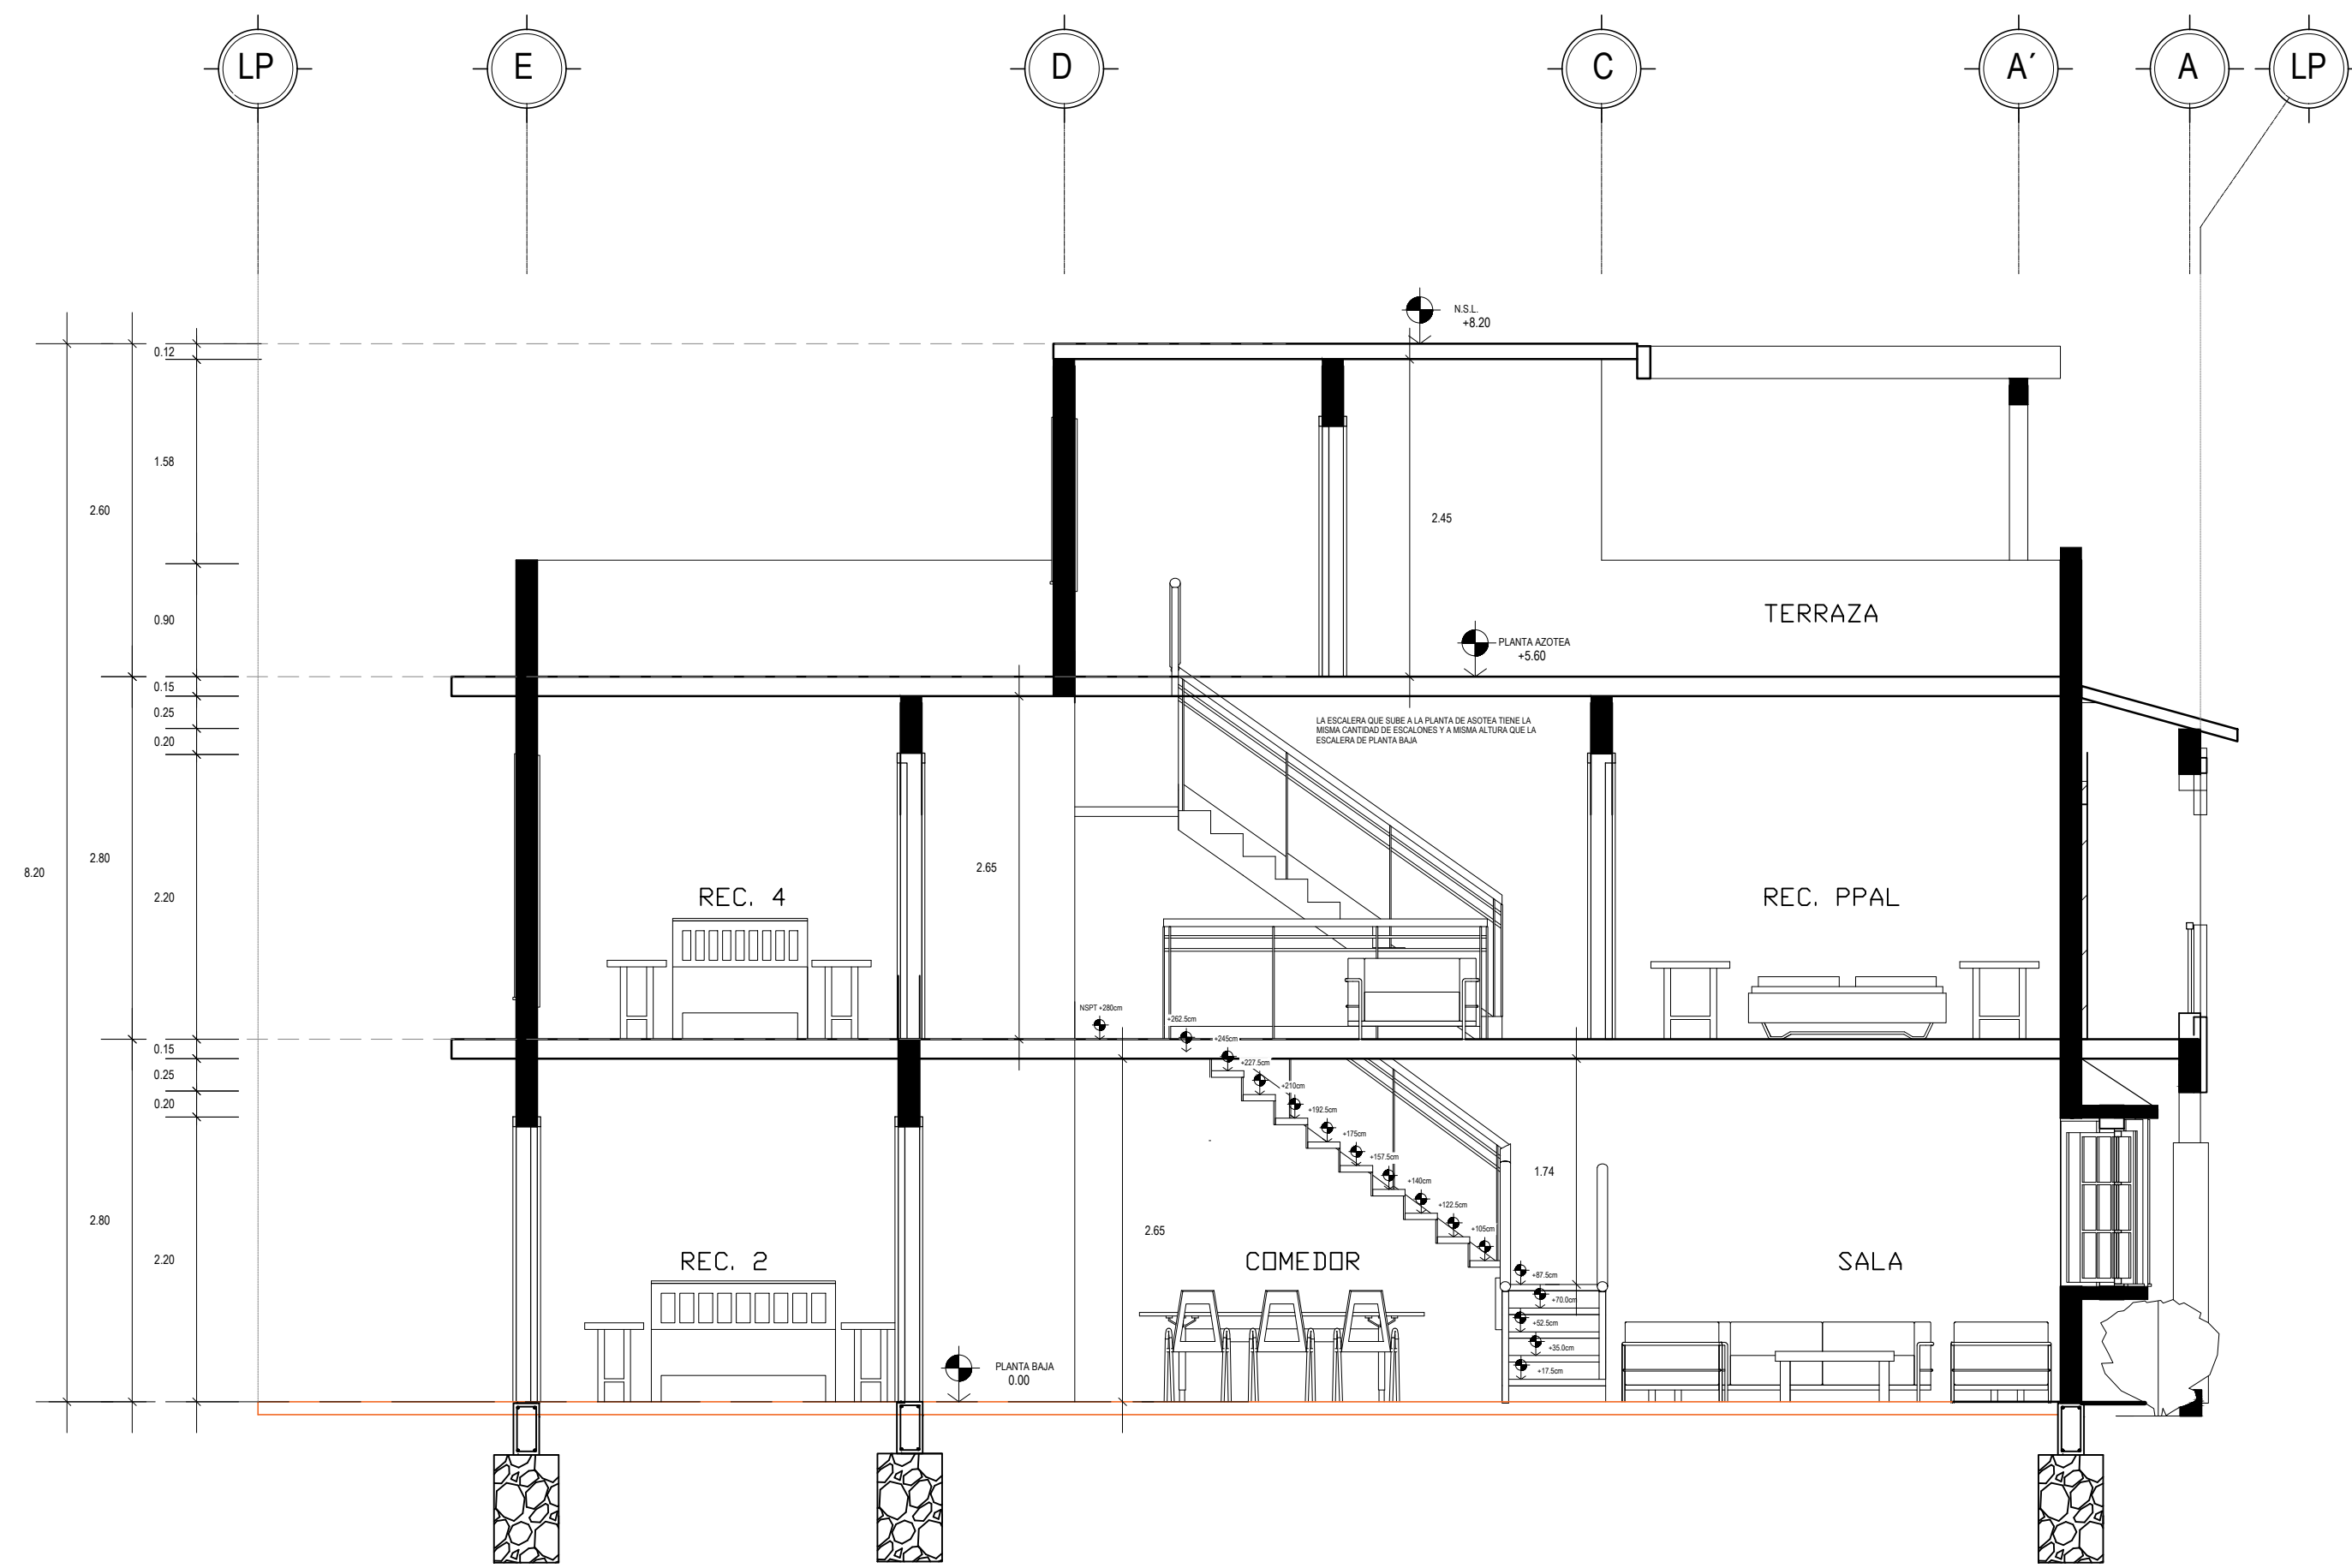 LP
E
D
C
A´
A
LP
N.S.L.
+8.20
0.12
1.58
2.60
2.45
0.90
TERRAZA
PLANTA AZOTEA
+5.60
0.15
0.25
0.20
LA ESCALERA QUE SUBE A LA PLANTA DE ASOTEA TIENE LA
MISMA CANTIDAD DE ESCALONES Y A MISMA ALTURA QUE LA
ESCALERA DE PLANTA BAJA
8.20
2.80
2.20
2.65
REC. 4
REC. PPAL
NSPT +280cm
+262.5cm
+245cm
+227.5cm
+210cm
+192.5cm
+175cm
+157.5cm
+140cm
+122.5cm
+105cm
0.15
0.25
0.20
2.80
2.20
1.74
2.65
REC. 2
COMEDOR
SALA
+87.5cm
+70.0cm
+52.5cm
+35.0cm
+17.5cm
PLANTA BAJA
0.00